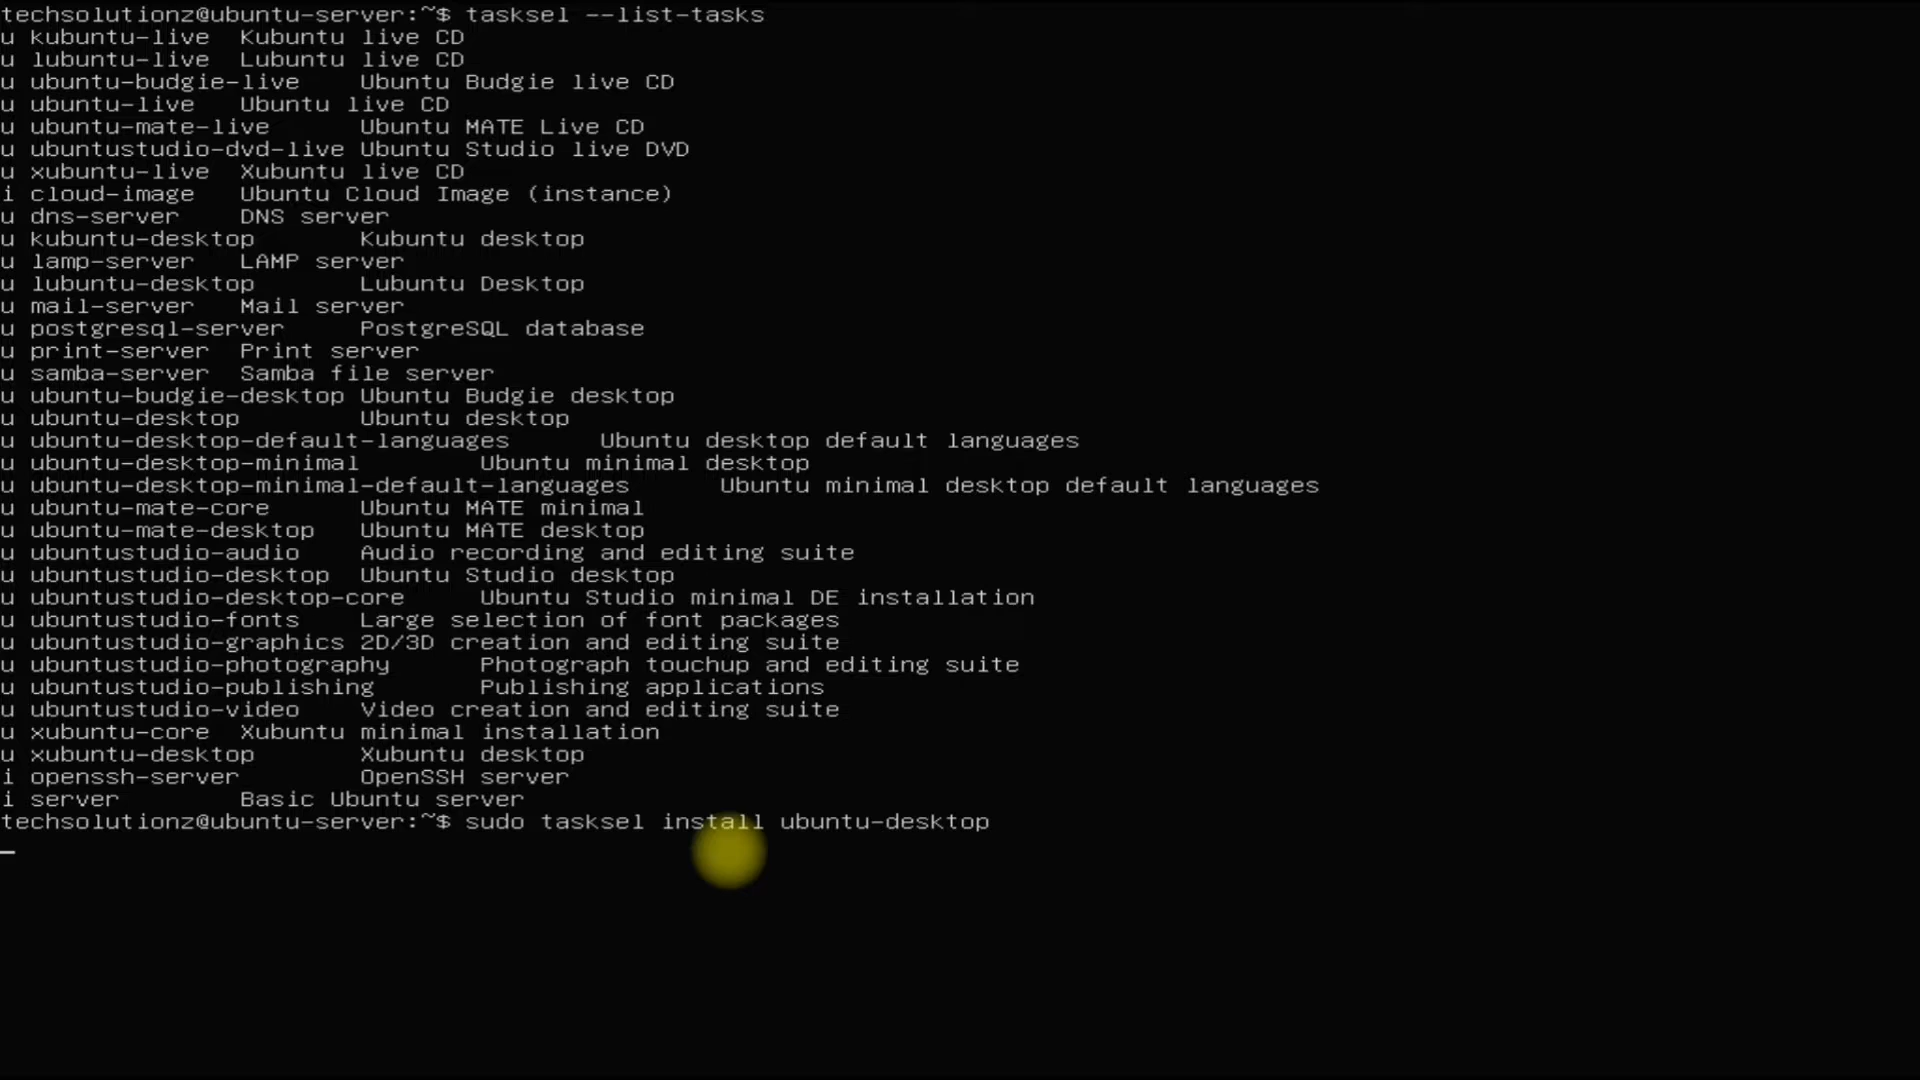 techsolutionz@ubuntu-server:~$ tasksel --list-tasks
u kubuntu-live  Kubuntu live CD
u lubuntu-live  Lubuntu live CD
u ubuntu-budgie-live    Ubuntu Budgie live CD
u ubuntu-live   Ubuntu live CD
u ubuntu-mate-live      Ubuntu MATE Live CD
u ubuntustudio-dvd-live Ubuntu Studio live DVD
u xubuntu-live  Xubuntu live CD
i cloud-image   Ubuntu Cloud Image (instance)
u dns-server    DNS server
u kubuntu-desktop       Kubuntu desktop
u lamp-server   LAMP server
u lubuntu-desktop       Lubuntu Desktop
u mail-server   Mail server
u postgresql-server     PostgreSQL database
u print-server  Print server
u samba-server  Samba file server
u ubuntu-budgie-desktop Ubuntu Budgie desktop
u ubuntu-desktop        Ubuntu desktop
u ubuntu-desktop-default-languages      Ubuntu desktop default languages
u ubuntu-desktop-minimal        Ubuntu minimal desktop
u ubuntu-desktop-minimal-default-languages      Ubuntu minimal desktop default languages
u ubuntu-mate-core      Ubuntu MATE minimal
u ubuntu-mate-desktop   Ubuntu MATE desktop
u ubuntustudio-audio    Audio recording and editing suite
u ubuntustudio-desktop  Ubuntu Studio desktop
u ubuntustudio-desktop-core     Ubuntu Studio minimal DE installation
u ubuntustudio-fonts    Large selection of font packages
u ubuntustudio-graphics 2D/3D creation and editing suite
u ubuntustudio-photography      Photograph touchup and editing suite
u ubuntustudio-publishing       Publishing applications
u ubuntustudio-video    Video creation and editing suite
u xubuntu-core  Xubuntu minimal installation
u xubuntu-desktop       Xubuntu desktop
i openssh-server        OpenSSH server
i server        Basic Ubuntu server
techsolutionz@ubuntu-server:~$ sudo tasksel install ubuntu-desktop